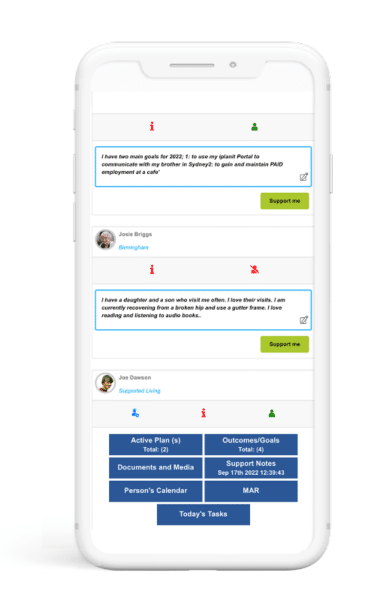 I have two main goals for 2022; 1: to use my iplanit Portal to
communicate with my brother in Sydney2: to gain and maintain PAID
employment at a cafe'
Support me
Josie Briggs
Birmingham
I have a daughter and a son who visit me often. I love their visits. I am
currently recovering from a broken hip and use a gutter frame. I love
reading and listening to audio books..
Support me
Joe Dawson
Supported Living
Active Plan (s)
Total: (2)
Outcomes/Goals
Total: (4)
Documents and Media
Support Notes
Sep 17th 2022 12:39:43
Person's Calendar
MAR
Today's Tasks